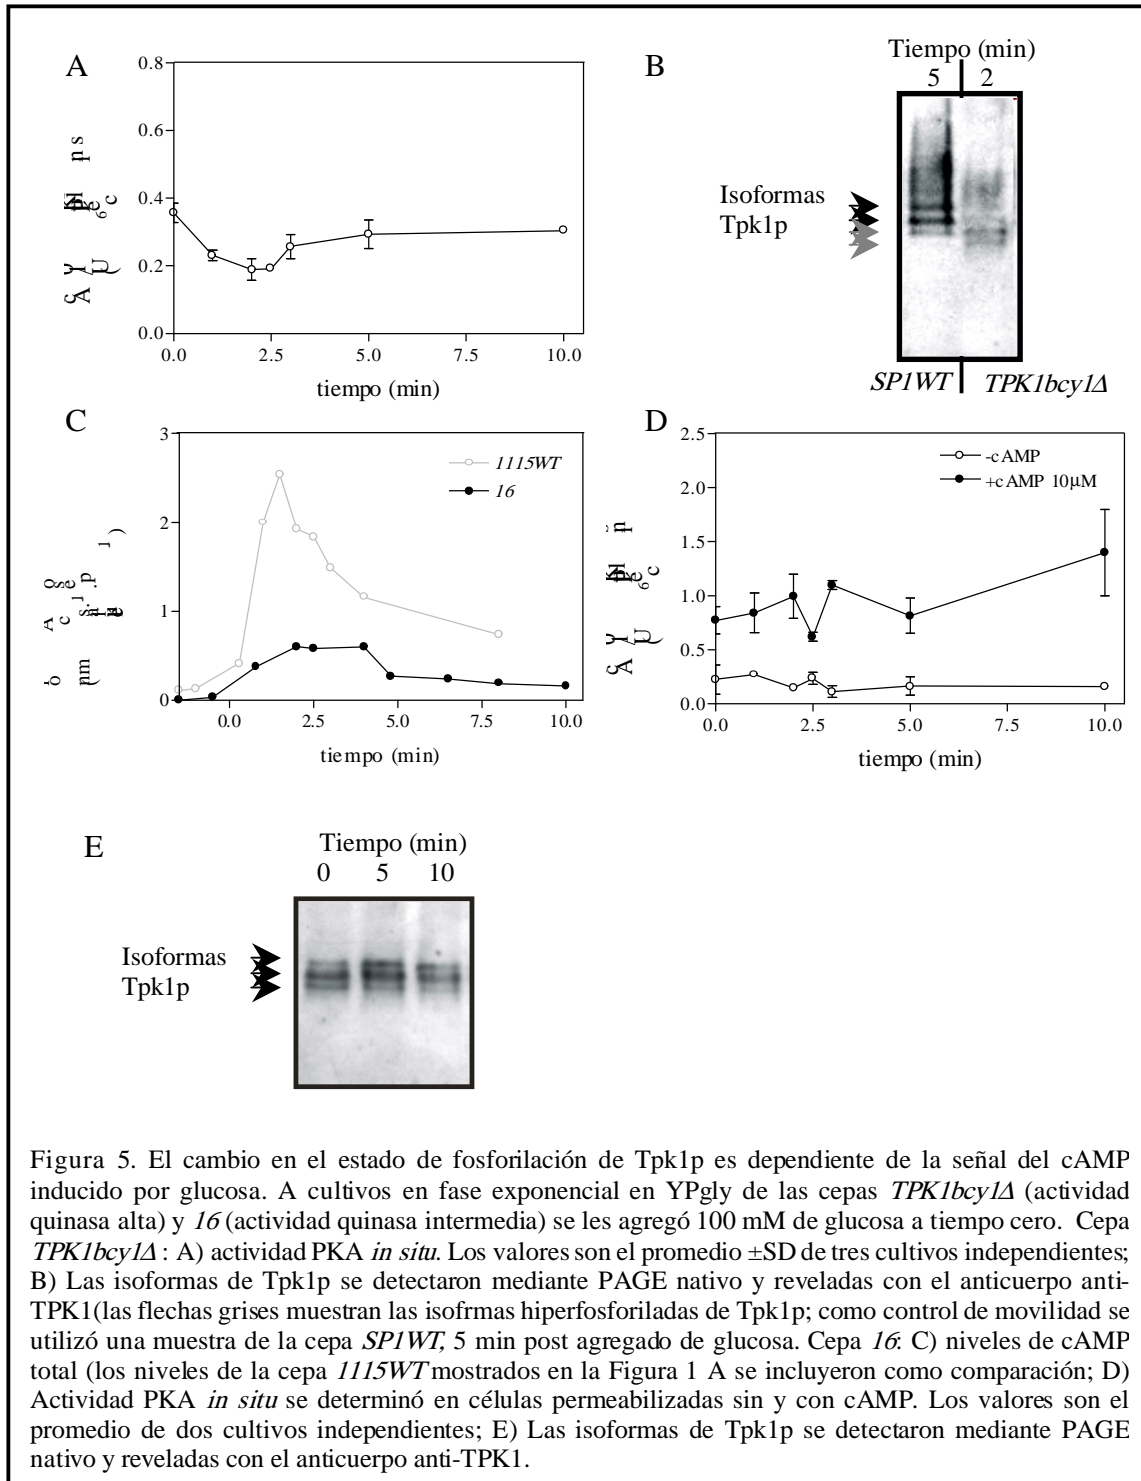 A
0.8
0.6
0.4
0.2
0.0
0.0 2.5 5.0 7.5 10.0
tiempo (min)
B
Tiempo (min)
5 2
Isoformas
Tpk1p
SP1WT TPK1bcy1Δ
C
3
2
1
0
1115WT
16
0.0 2.5 5.0 7.5 10.0
tiempo (min)
D
2.5
2.0
1.5
1.0
0.5
0.0
-cAMP
+cAMP 10µM
0.0 2.5 5.0 7.5 10.0
tiempo (min)
E
Tiempo (min)
0 5 10
Isoformas
Tpk1p
Figura 5. El cambio en el estado de fosforilación de Tpk1p es dependiente de la señal del cAMP
inducido por glucosa. A cultivos en fase exponencial en YPgly de las cepas TPK1bcy1Δ (actividad
quinasa alta) y 16 (actividad quinasa intermedia) se les agregó 100 mM de glucosa a tiempo cero. Cepa
TPK1bcy1Δ : A) actividad PKA in situ. Los valores son el promedio ±SD de tres cultivos independientes;
B) Las isoformas de Tpk1p se detectaron mediante PAGE nativo y reveladas con el anticuerpo anti-
TPK1(las flechas grises muestran las isofrmas hiperfosforiladas de Tpk1p; como control de movilidad se
utilizó una muestra de la cepa SP1WT, 5 min post agregado de glucosa. Cepa 16: C) niveles de cAMP
total (los niveles de la cepa 1115WT mostrados en la Figura 1 A se incluyeron como comparación; D)
Actividad PKA in situ se determinó en células permeabilizadas sin y con cAMP. Los valores son el
promedio de dos cultivos independientes; E) Las isoformas de Tpk1p se detectaron mediante PAGE
nativo y reveladas con el anticuerpo anti-TPK1.